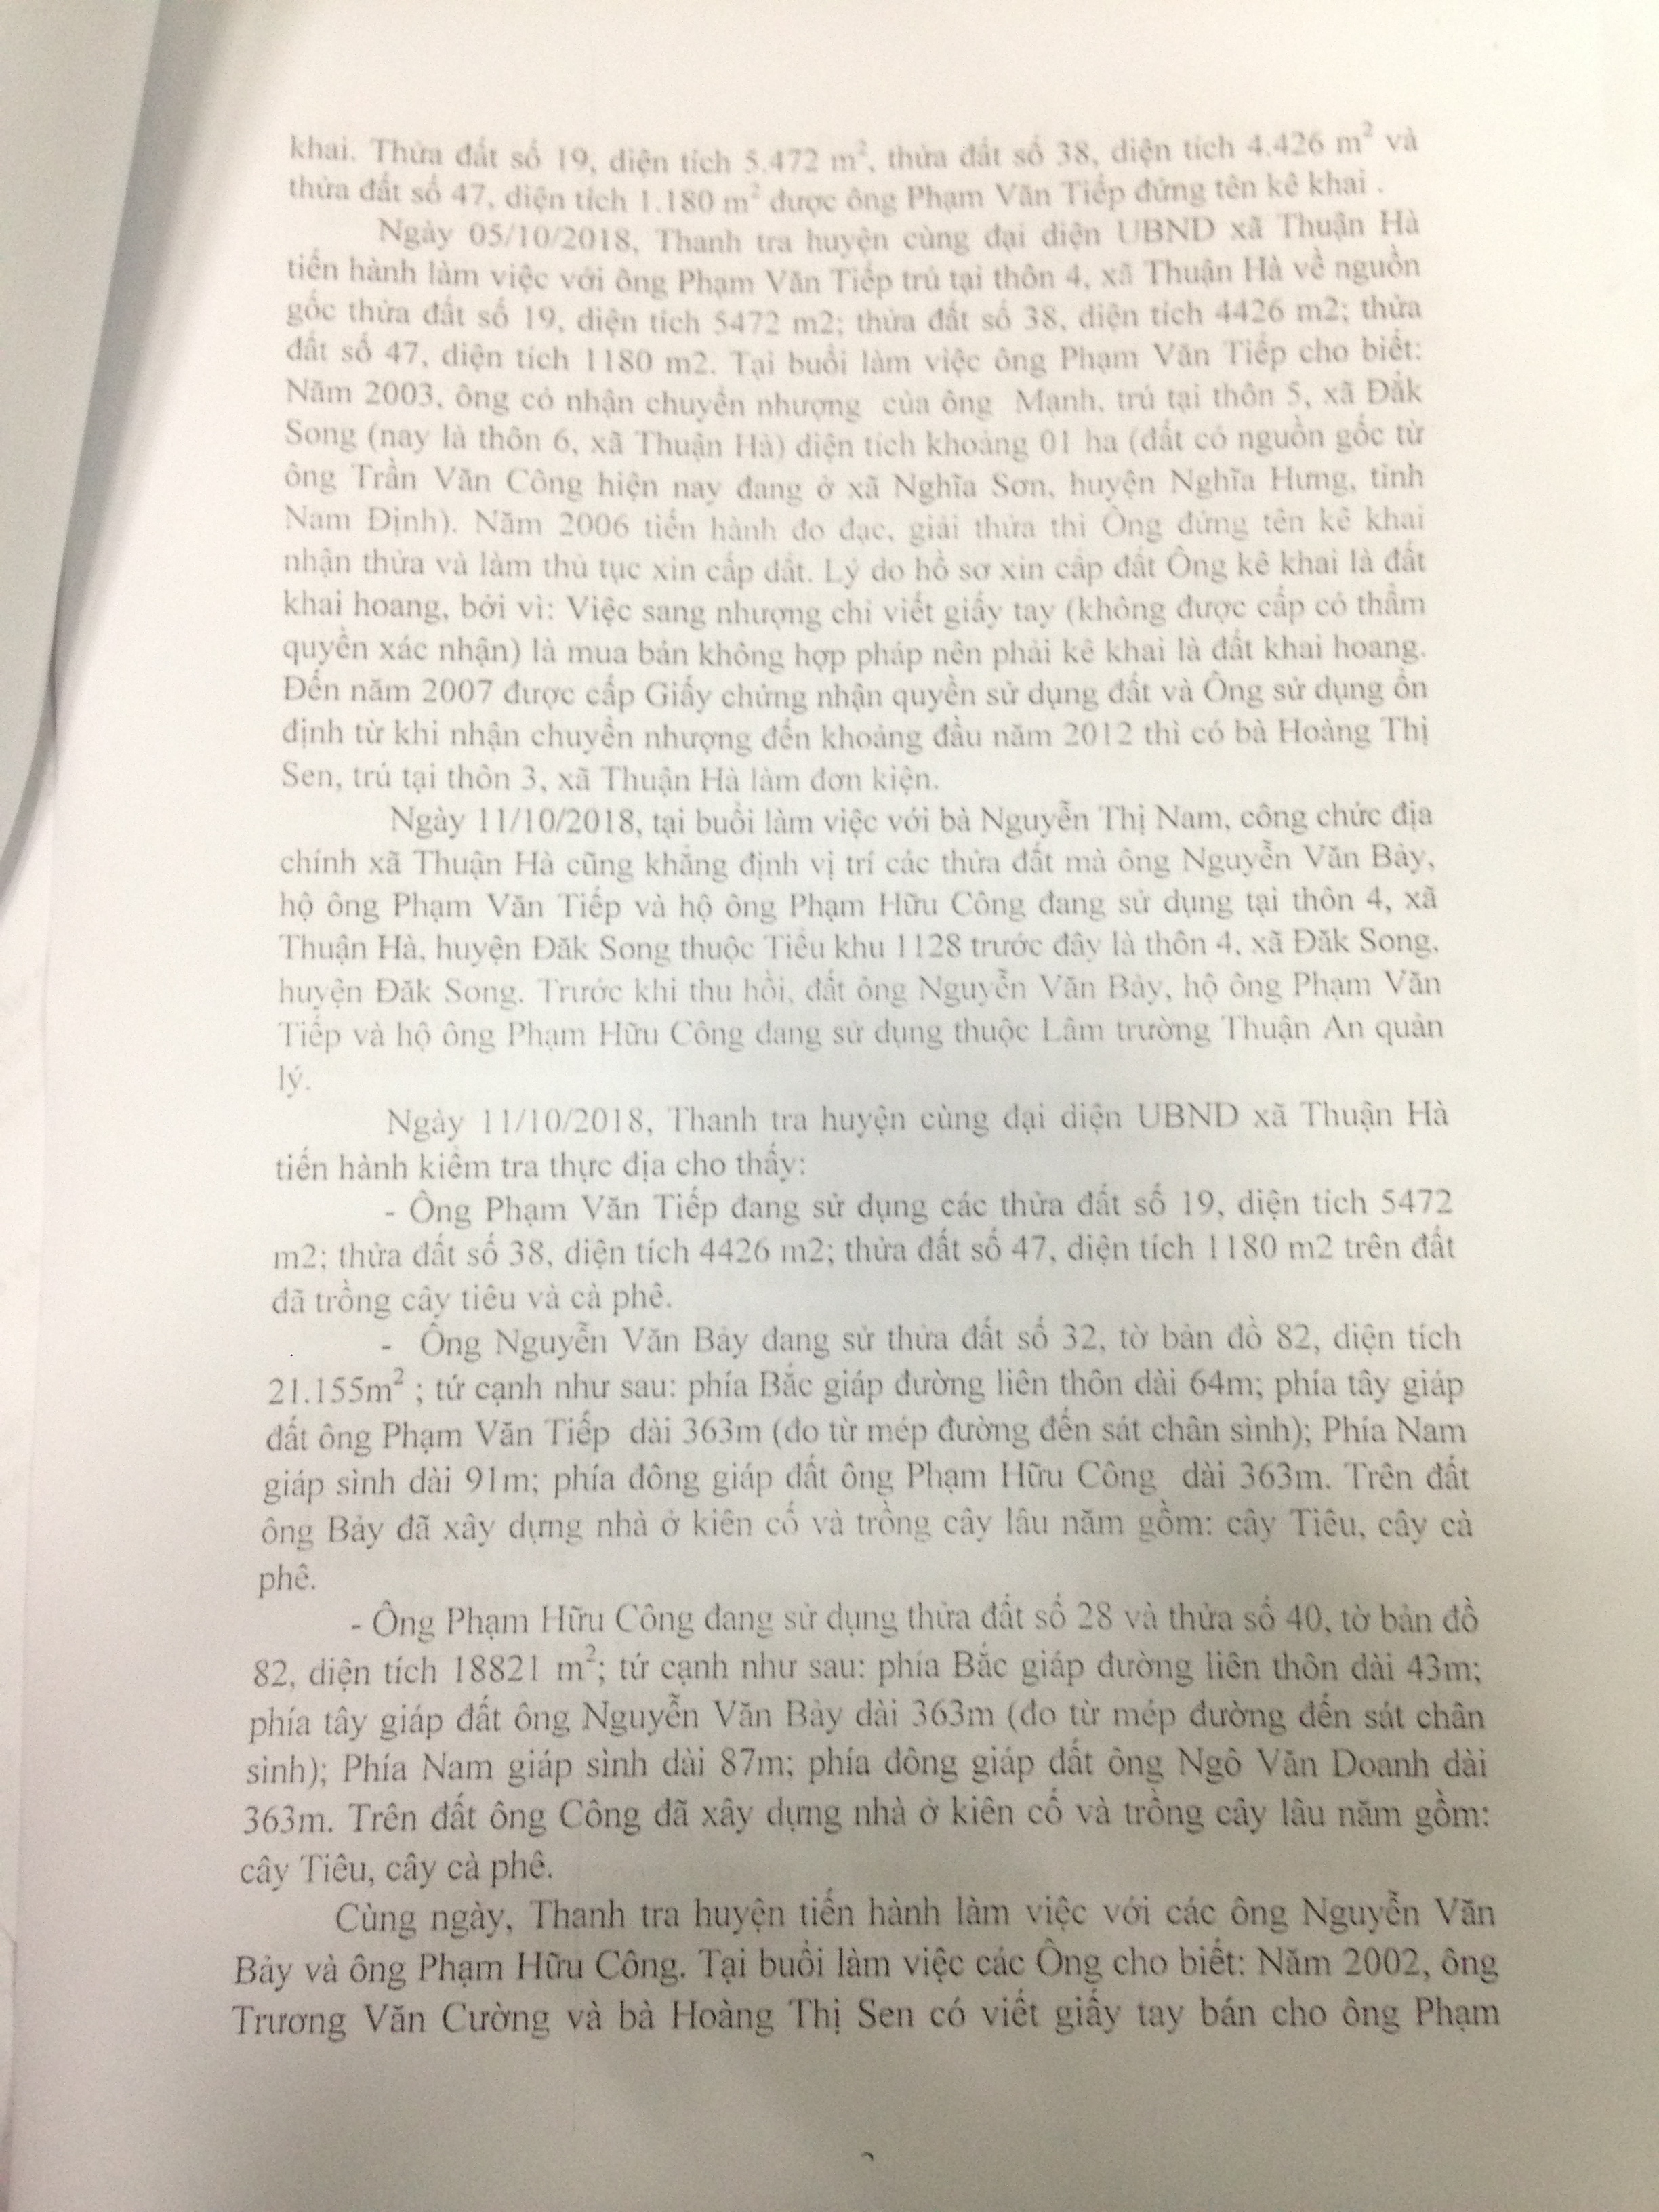 khai. Thửa đất số 19, diện tích 5.472 m², thửa đất số 38, diện tích 4.426 m² và
thửa đất số 47, diện tích 1.180 m² được ông Phạm Văn Tiếp đứng tên kê khai .
Ngày 05/10/2018, Thanh tra huyện cùng đại diện UBND xã Thuận Hà
tiến hành làm việc với ông Phạm Văn Tiếp trú tại thôn 4, xã Thuận Hà về nguồn
gốc thửa đất số 19, diện tích 5472 m2; thửa đất số 38, diện tích 4426 m2; thửa
đất số 47, diện tích 1180 m2. Tại buổi làm việc ông Phạm Văn Tiếp cho biết:
Năm 2003, ông có nhận chuyển nhượng của ông Mạnh, trú tại thôn 5, xã Đắk
Song (nay là thôn 6, xã Thuận Hà) diện tích khoảng 01 ha (đất có nguồn gốc từ
ông Trần Văn Công hiện nay đang ở xã Nghĩa Sơn, huyện Nghĩa Hưng, tỉnh
Nam Định). Năm 2006 tiến hành đo đạc, giải thửa thì Ông đứng tên kê khai
nhận thửa và làm thủ tục xin cấp đất. Lý do hồ sơ xin cấp đất Ông kê khai là đất
khai hoang, bởi vì: Việc sang nhượng chỉ viết giấy tay (không được cấp có thẩm
quyền xác nhận) là mua bán không hợp pháp nên phải kê khai là đất khai hoang.
Đến năm 2007 được cấp Giấy chứng nhận quyền sử dụng đất và Ông sử dụng ổn
định từ khi nhận chuyển nhượng đến khoảng đầu năm 2012 thì có bà Hoàng Thị
Sen, trú tại thôn 3, xã Thuận Hà làm đơn kiện.
Ngày 11/10/2018, tại buổi làm việc với bà Nguyễn Thị Nam, công chức địa
chính xã Thuận Hà cũng khẳng định vị trí các thửa đất mà ông Nguyễn Văn Bảy,
hộ ông Phạm Văn Tiếp và hộ ông Phạm Hữu Công đang sử dụng tại thôn 4, xã
Thuận Hà, huyện Đăk Song thuộc Tiểu khu 1128 trước đây là thôn 4, xã Đăk Song,
huyện Đăk Song. Trước khi thu hồi, đất ông Nguyễn Văn Bảy, hộ ông Phạm Văn
Tiếp và hộ ông Phạm Hữu Công đang sử dụng thuộc Lâm trường Thuận An quản
lý.
Ngày 11/10/2018, Thanh tra huyện cùng đại diện UBND xã Thuận Hà
tiến hành kiểm tra thực địa cho thấy:
- Ông Phạm Văn Tiếp đang sử dụng các thửa đất số 19, diện tích 5472
m2; thửa đất số 38, diện tích 4426 m2; thửa đất số 47, diện tích 1180 m2 trên đất
đã trồng cây tiêu và cà phê.
- Ông Nguyễn Văn Bảy đang sử thửa đất số 32, tờ bản đồ 82, diện tích
21.155m² ; tứ cạnh như sau: phía Bắc giáp đường liên thôn dài 64m; phía tây giáp
đất ông Phạm Văn Tiếp dài 363m (đo từ mép đường đến sát chân sình); Phía Nam
giáp sình dài 91m; phía đông giáp đất ông Phạm Hữu Công dài 363m. Trên đất
ông Bảy đã xây dựng nhà ở kiên cố và trồng cây lâu năm gồm: cây Tiêu, cây cà
phê.
- Ông Phạm Hữu Công đang sử dụng thửa đất số 28 và thửa số 40, tờ bản đồ
82, diện tích 18821 m²; tứ cạnh như sau: phía Bắc giáp đường liên thôn dài 43m;
phía tây giáp đất ông Nguyễn Văn Bảy dài 363m (đo từ mép đường đến sát chân
sình); Phía Nam giáp sình dài 87m; phía đông giáp đất ông Ngô Văn Doanh dài
363m. Trên đất ông Công đã xây dựng nhà ở kiên cố và trồng cây lâu năm gồm:
cây Tiêu, cây cà phê.
Cùng ngày, Thanh tra huyện tiến hành làm việc với các ông Nguyễn Văn
Bảy và ông Phạm Hữu Công. Tại buổi làm việc các Ông cho biết: Năm 2002, ông
Trương Văn Cường và bà Hoàng Thị Sen có viết giấy tay bán cho ông Phạm